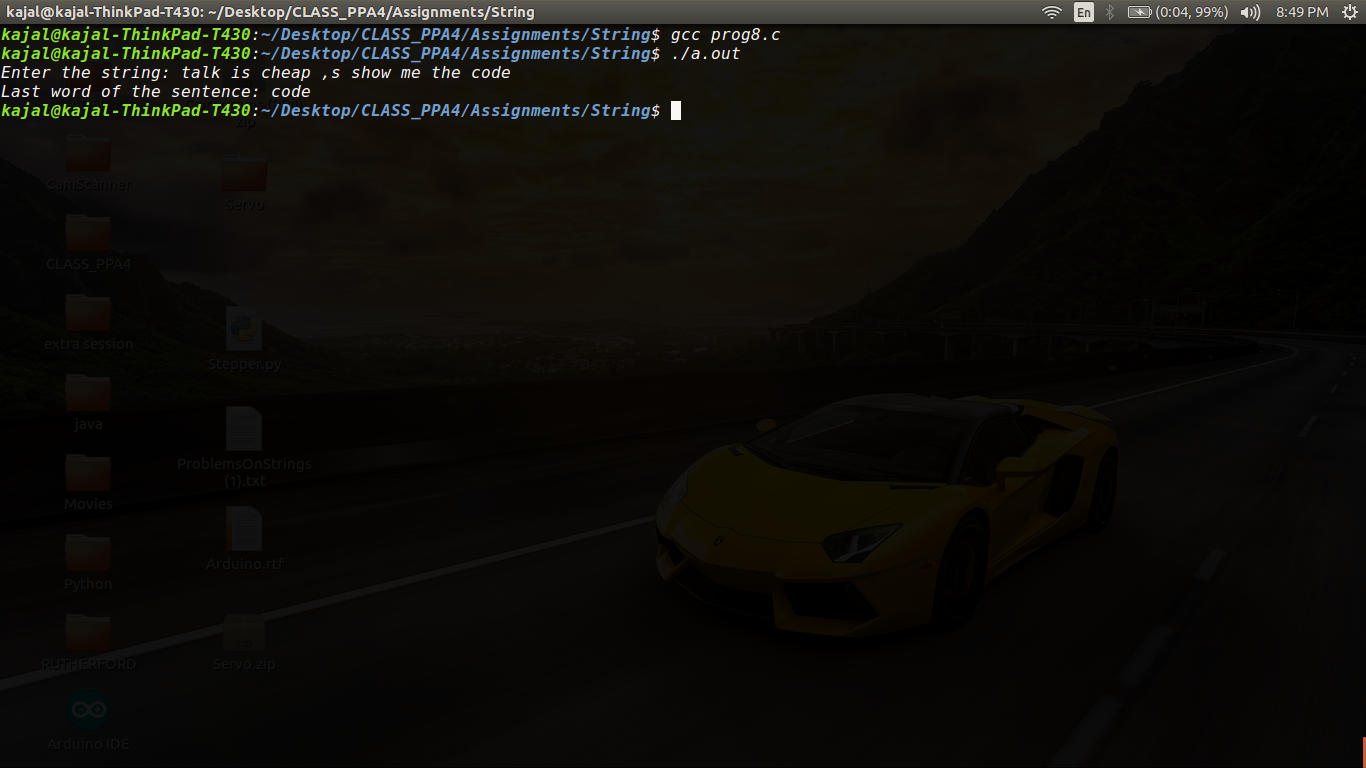 kajal@kajal-ThinkPad-T430: ~/Desktop/CLASS_PPA4/Assignments/String
En
(0:04, 99%)
8:49 PM
kajal@kajal-ThinkPad-T430:~/Desktop/CLASS_PPA4/Assignments/String$ gcc prog8.c
kajal@kajal-ThinkPad-T430:~/Desktop/CLASS_PPA4/Assignments/String$ ./a.out
Enter the string: talk is cheap ,s show me the code
Last word of the sentence: code
kajal@kajal-ThinkPad-T430:~/Desktop/CLASS_PPA4/Assignments/String$
zip
CamScanner
Servo
CLASS_PPA4
extra session
Stepper.py
java
ProblemsOnStrings
(1).txt
Movies
Arduino.rtf
Python
RUTHERFORD
Servo.zip
Arduino IDE